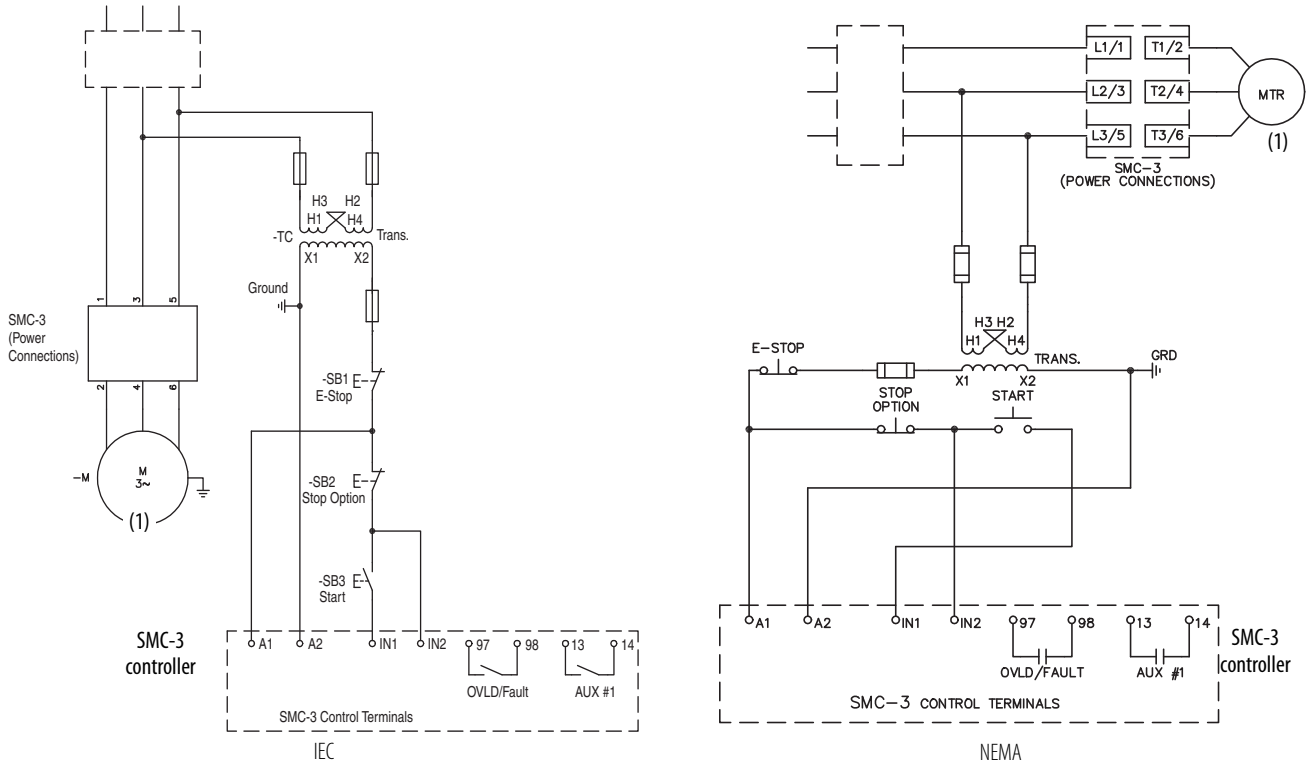 H3 H2
H1 H4
-TC
Trans.
X1 X2
Ground
1 3 5
SMC-3
(Power
Connections)
2 4 6
-SB1
E-Stop
-M
M
3~
(1)
-SB2
Stop Option
-SB3
Start
SMC-3
controller
A1 A2 IN1 IN2 97 98 13 14
OVLD/Fault AUX #1
SMC-3 Control Terminals
IEC
L1/1 T1/2
L2/3 T2/4
L3/5 T3/6
MTR
(1)
SMC-3
(POWER CONNECTIONS)
H3 H2
H1 H4
E-STOP
TRANS.
GRD
X1 X2
STOP
OPTION
START
A1 A2 IN1 IN2 97 98 13 14
OVLD/FAULT AUX #1
SMC-3 CONTROL TERMINALS
SMC-3
controller
NEMA